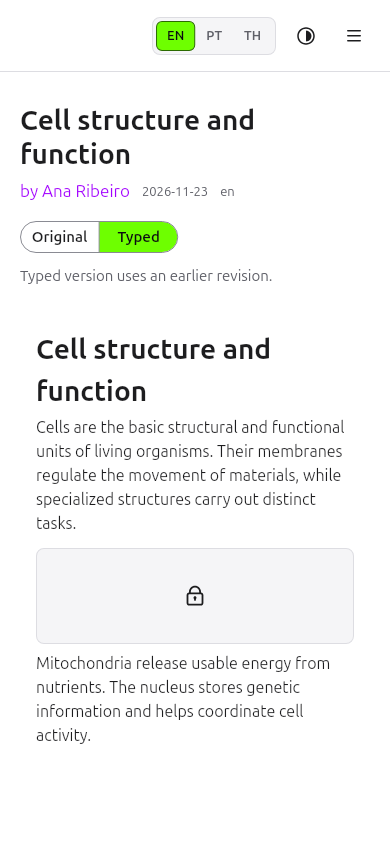 EN PT TH
Cell structure and
function
by Ana Ribeiro 2026-11-23 en
Original Typed
Typed version uses an earlier revision.
Cell structure and
function
Cells are the basic structural and functional
units of living organisms. Their membranes
regulate the movement of materials, while
specialized structures carry out distinct
tasks.
Mitochondria release usable energy from
nutrients. The nucleus stores genetic
information and helps coordinate cell
activity.